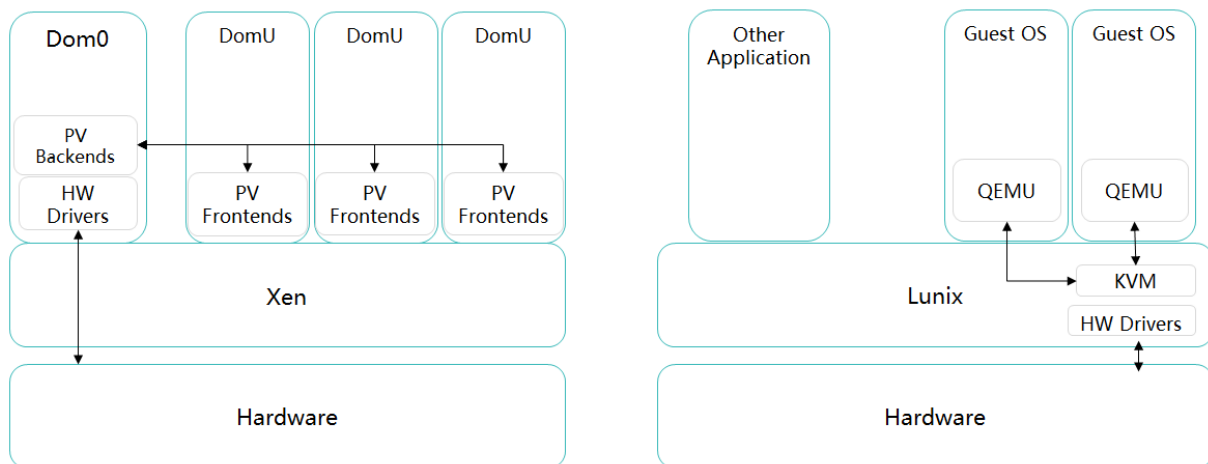 Dom0
DomU
DomU
DomU
PV
Backends
HW
Drivers
PV
Frontends
PV
Frontends
PV
Frontends
Xen
Hardware
Other
Application
Guest OS
Guest OS
QEMU
QEMU
Lunix
KVM
HW Drivers
Hardware